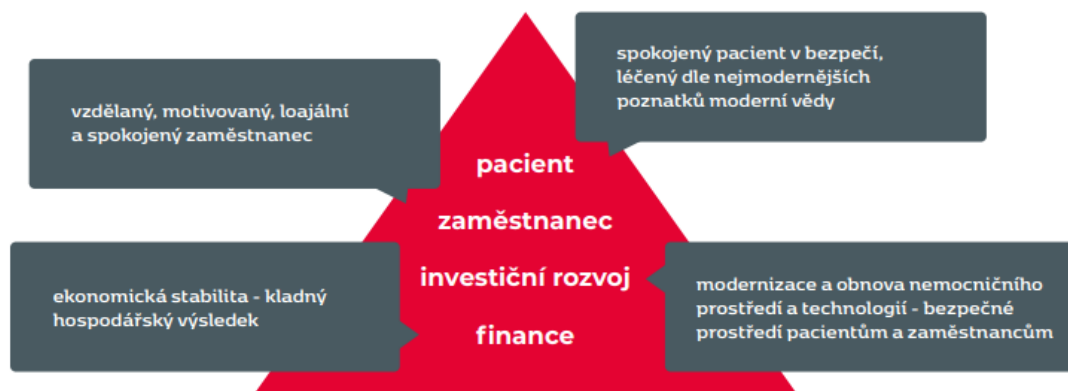 spokojený pacient v bezpečí,
léčený dle nejmodernějších
poznatků moderní vědy
vzdělaný, motivovaný, loajální
a spokojený zaměstnanec
pacient
zaměstnanec
investiční rozvoj
finance
ekonomická stabilita - kladný
hospodářský výsledek
modernizace a obnova nemocničního
prostředí a technologií - bezpečné
prostředí pacientům a zaměstnancům